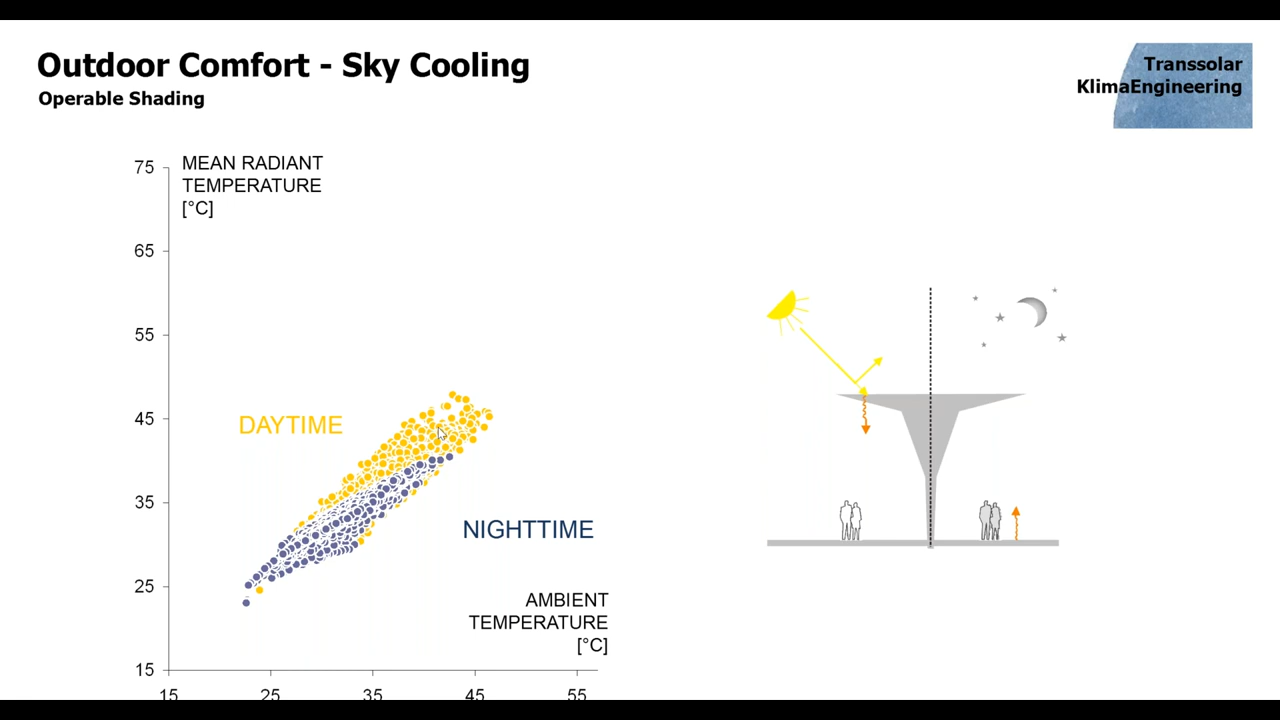 Outdoor Comfort - Sky Cooling
Operable Shading
Transsolar
KlimaEngineering
75
MEAN RADIANT
TEMPERATURE
[°C]
65
55
45
DAYTIME
35
NIGHTTIME
25
AMBIENT
TEMPERATURE
[°C]
15
15 25 35 45 55